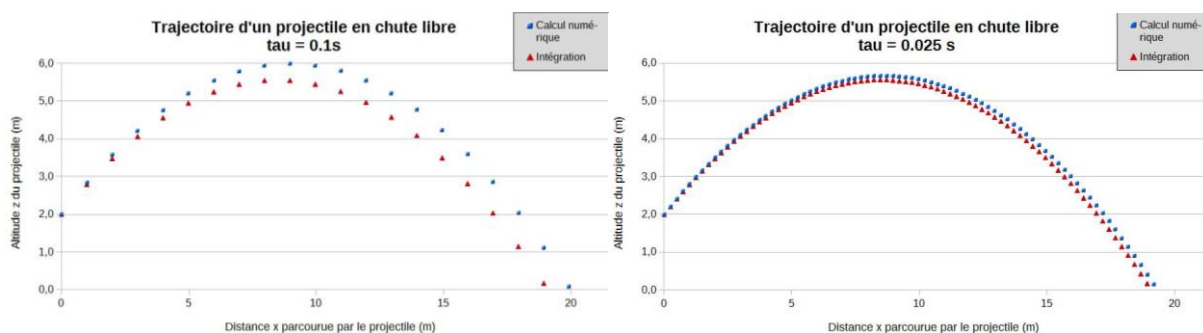 Trajectoire d'un projectile en chute libre
tau = 0.1s
Calcul numé-
rique
Intégration
Altitude z du projectile (m)
6,0
5,0
4,0
3,0
2,0
1,0
0,0
0
5
10
15
20
Distance x parcourue par le projectile (m)
Trajectoire d'un projectile en chute libre
tau = 0.025 s
Calcul numé-
rique
Intégration
Altitude z du projectile (m)
6,0
5,0
4,0
3,0
2,0
1,0
0,0
0
5
10
15
20
Distance x parcourue par le projectile (m)